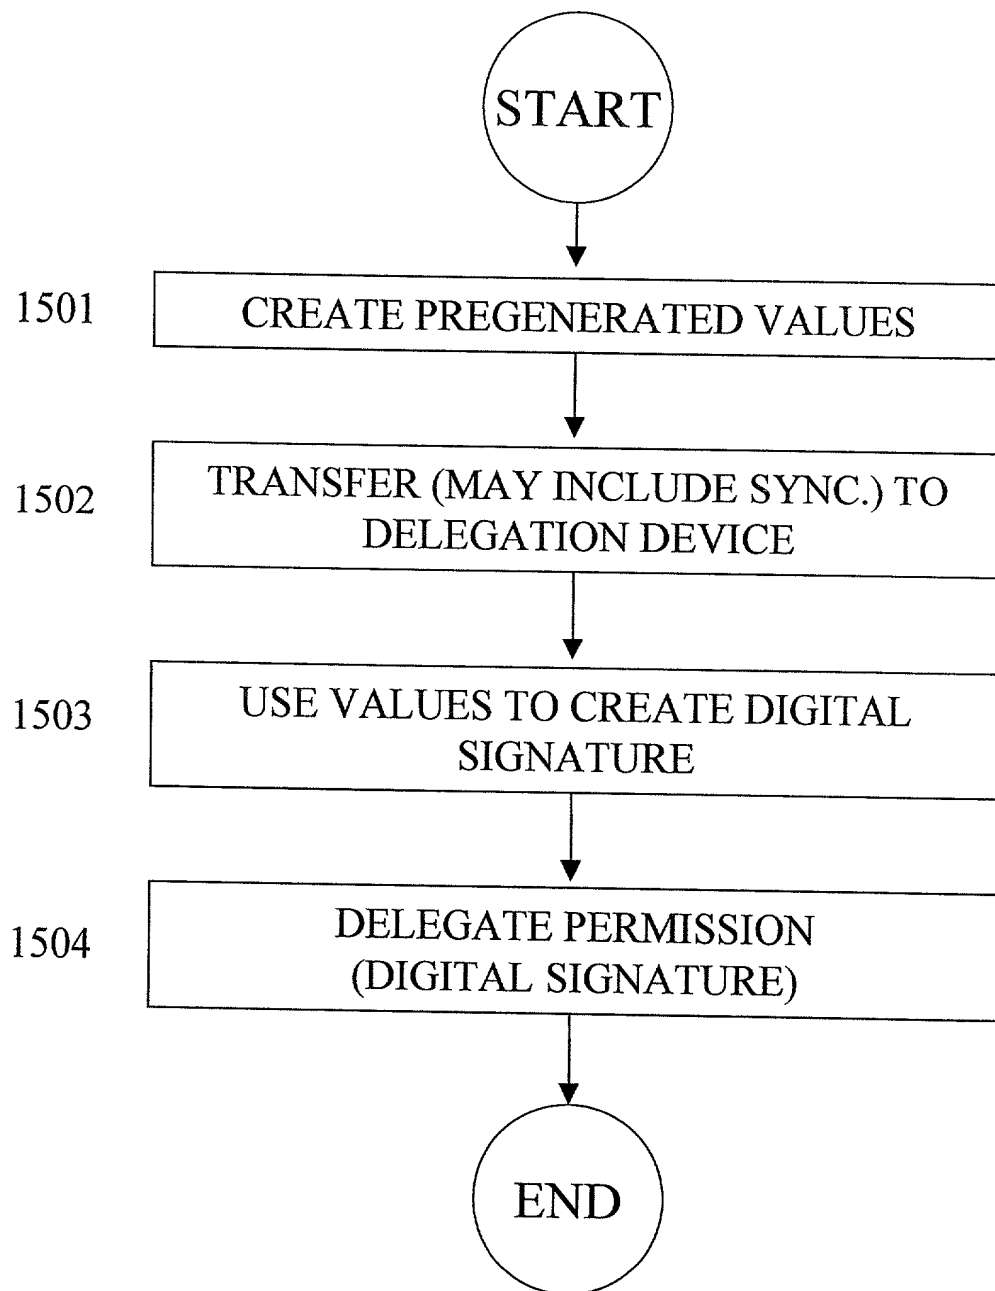 START
1501
CREATE PREGENERATED VALUES
1502
TRANSFER (MAY INCLUDE SYNC.) TO
DELEGATION DEVICE
1503
USE VALUES TO CREATE DIGITAL
SIGNATURE
1504
DELEGATE PERMISSION
(DIGITAL SIGNATURE)
END